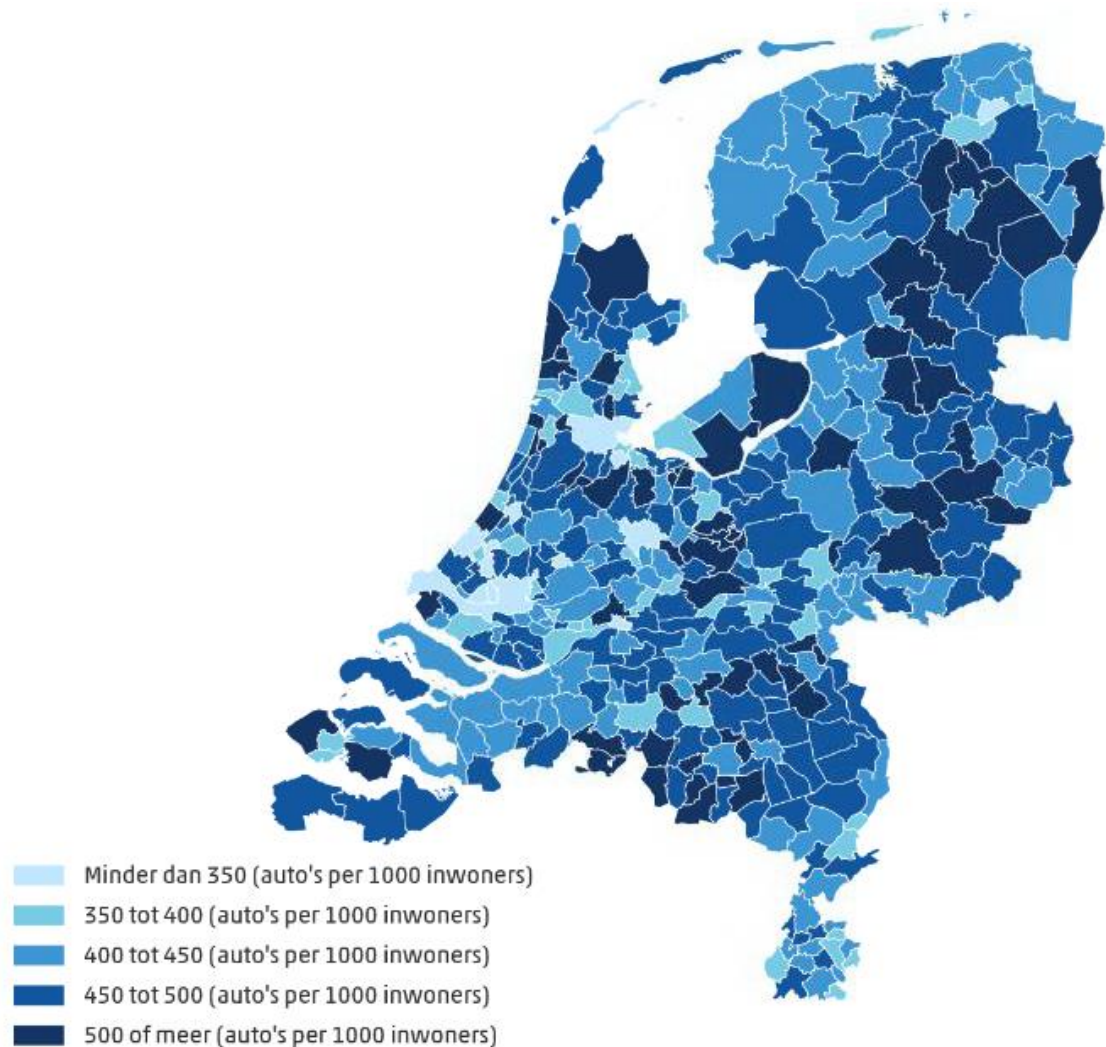 Minder dan 350 (auto's per 1000 inwoners)
350 tot 400 (auto's per 1000 inwoners)
400 tot 450 (auto's per 1000 inwoners)
450 tot 500 (auto's per 1000 inwoners)
500 of meer (auto's per 1000 inwoners)